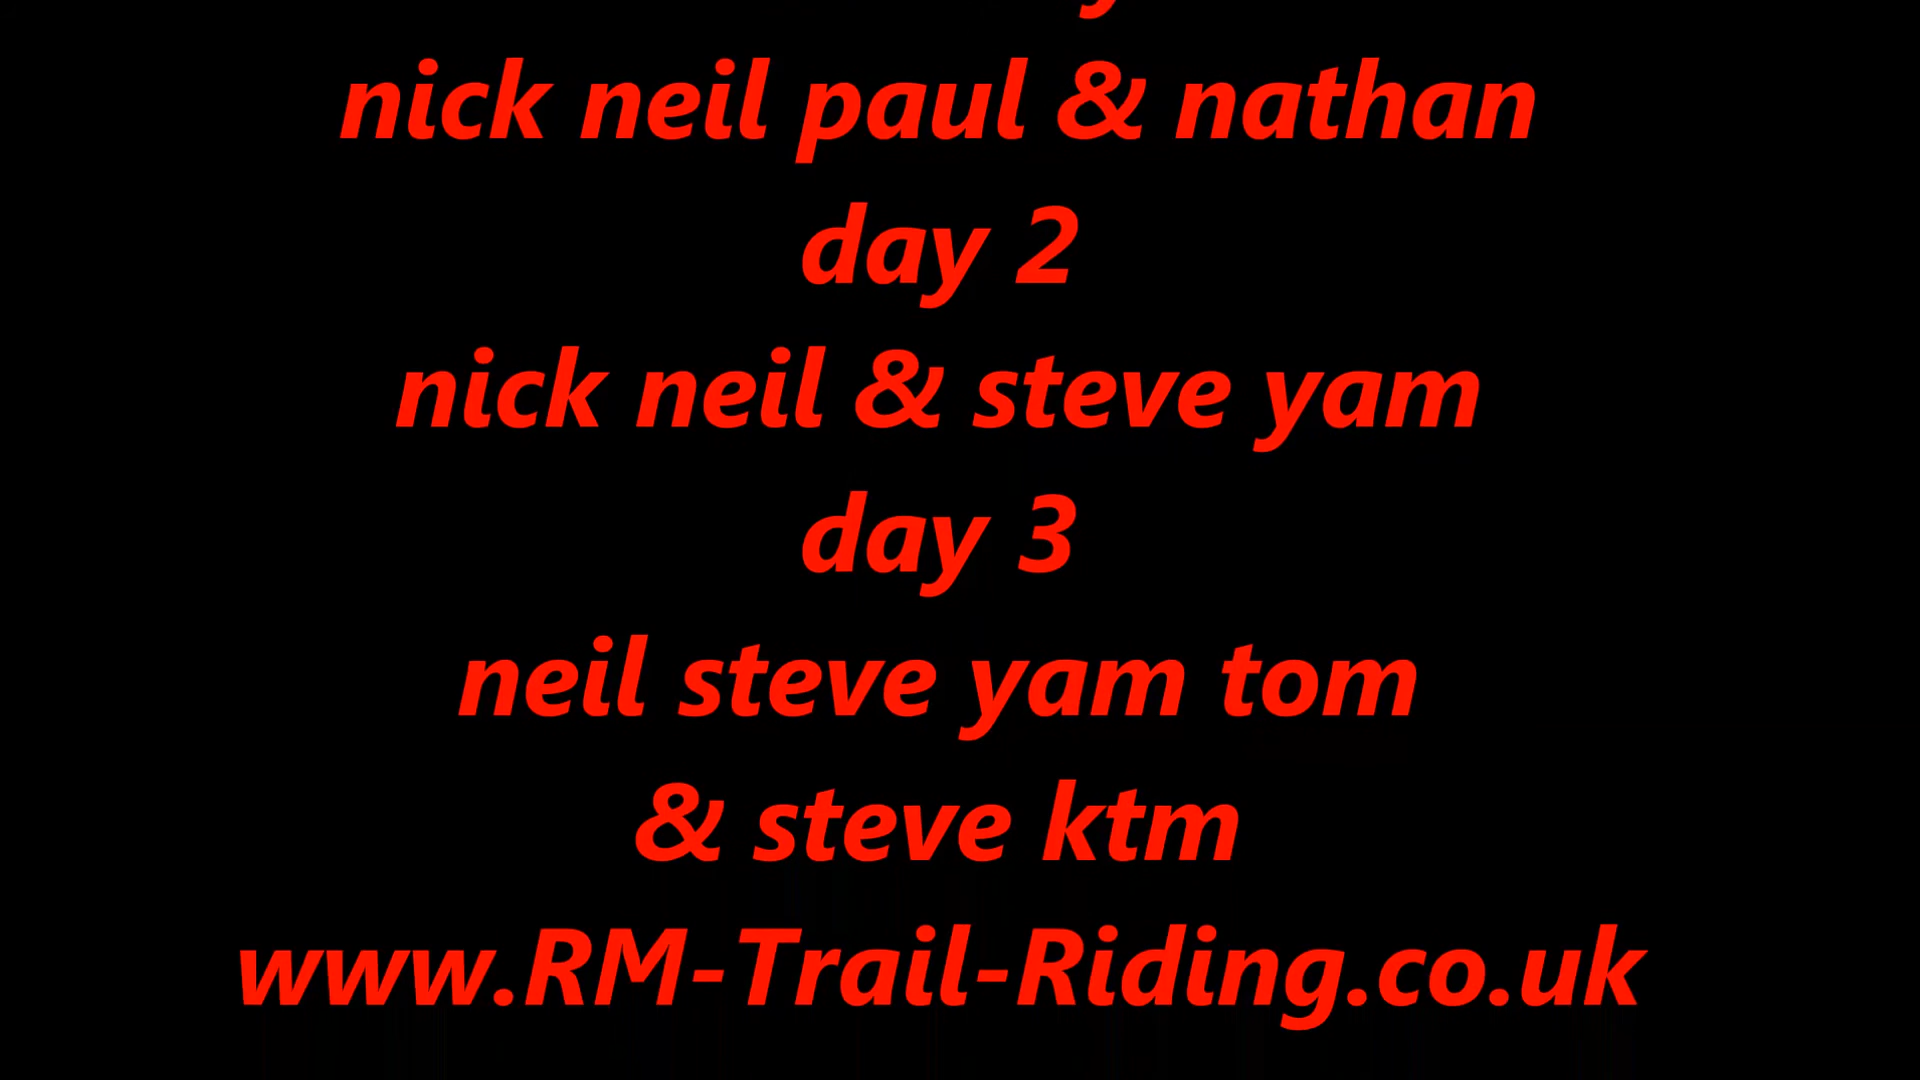 nick neil paul & nathan
day 2
nick neil & steve yam
day 3
neil steve yam tom
& steve ktm
www.RM-Trail-Riding.co.uk